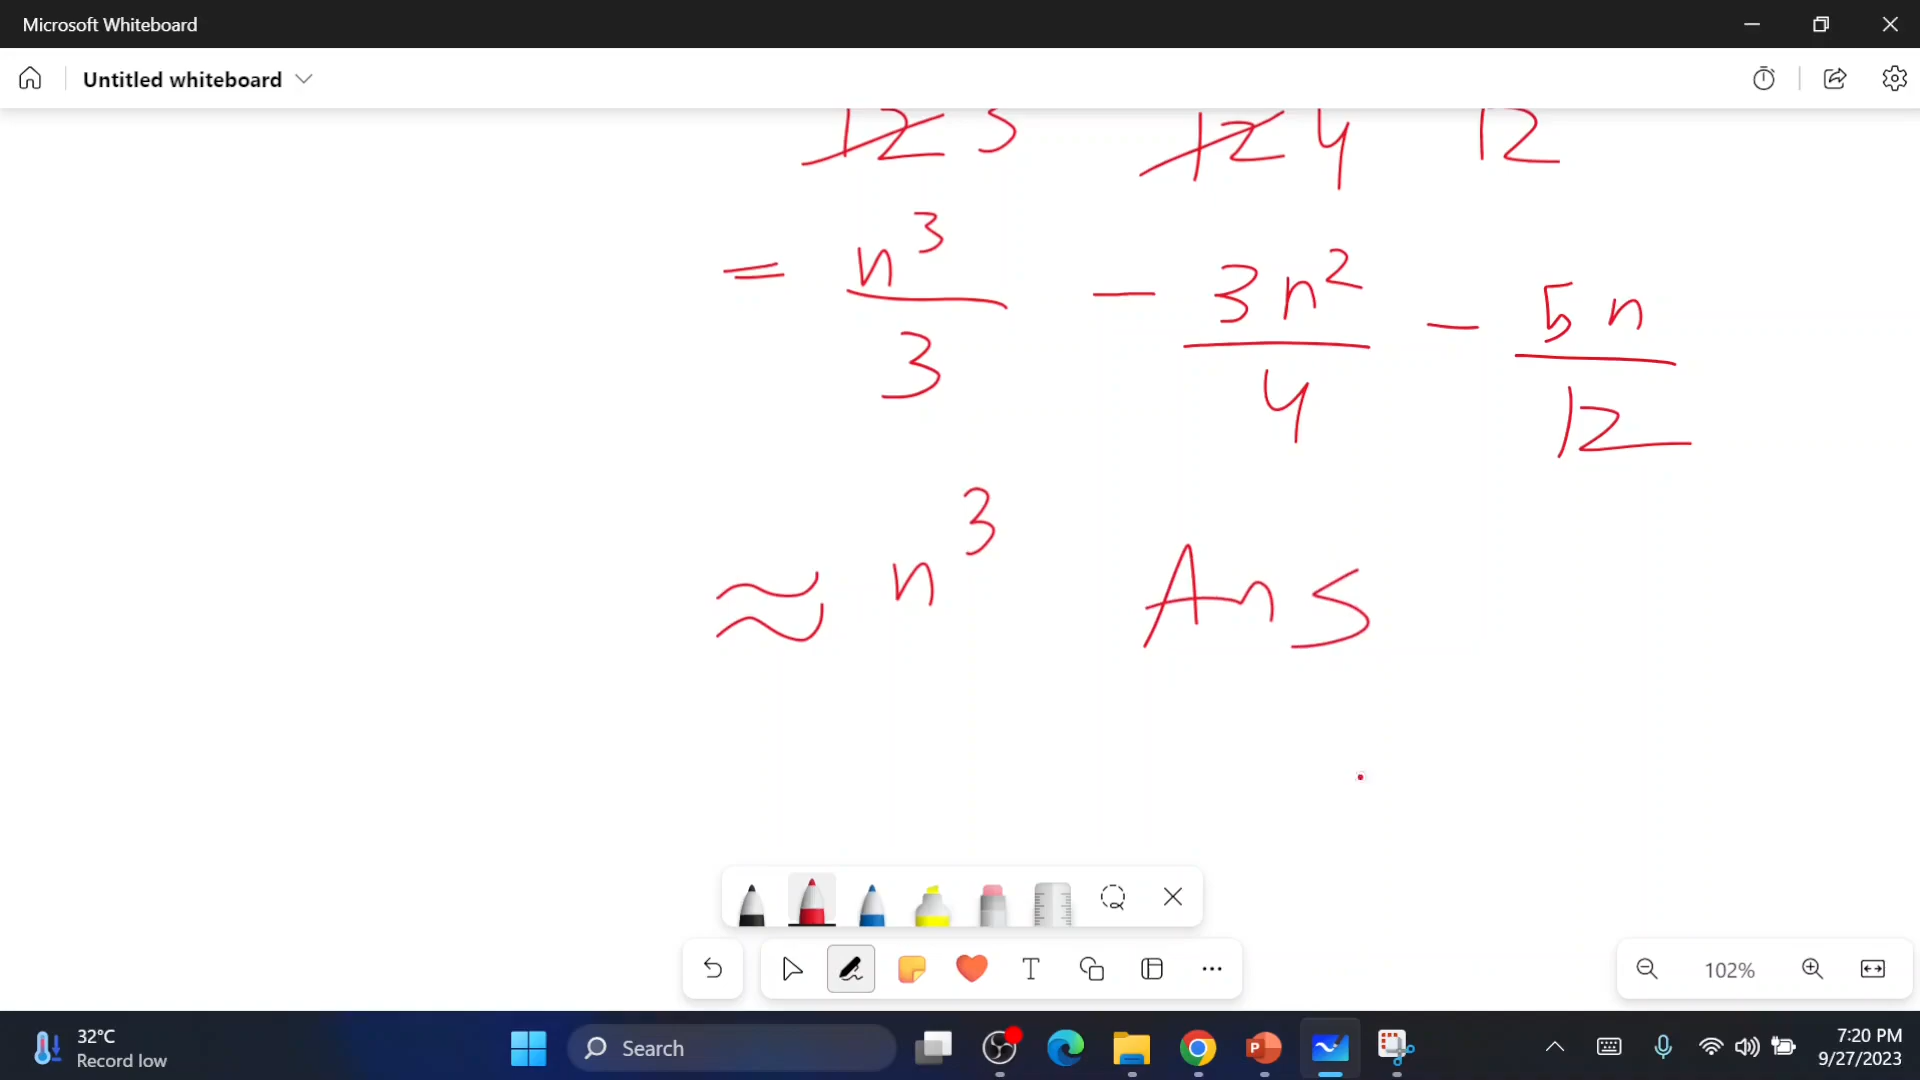 Microsoft Whiteboard
Untitled whiteboard
12 3 12 4 12
= n³/3 - 3n²/4 - 5n/12
≈ n³ Ans
102%
32°C
Record low
Search
7:20 PM
9/27/2023